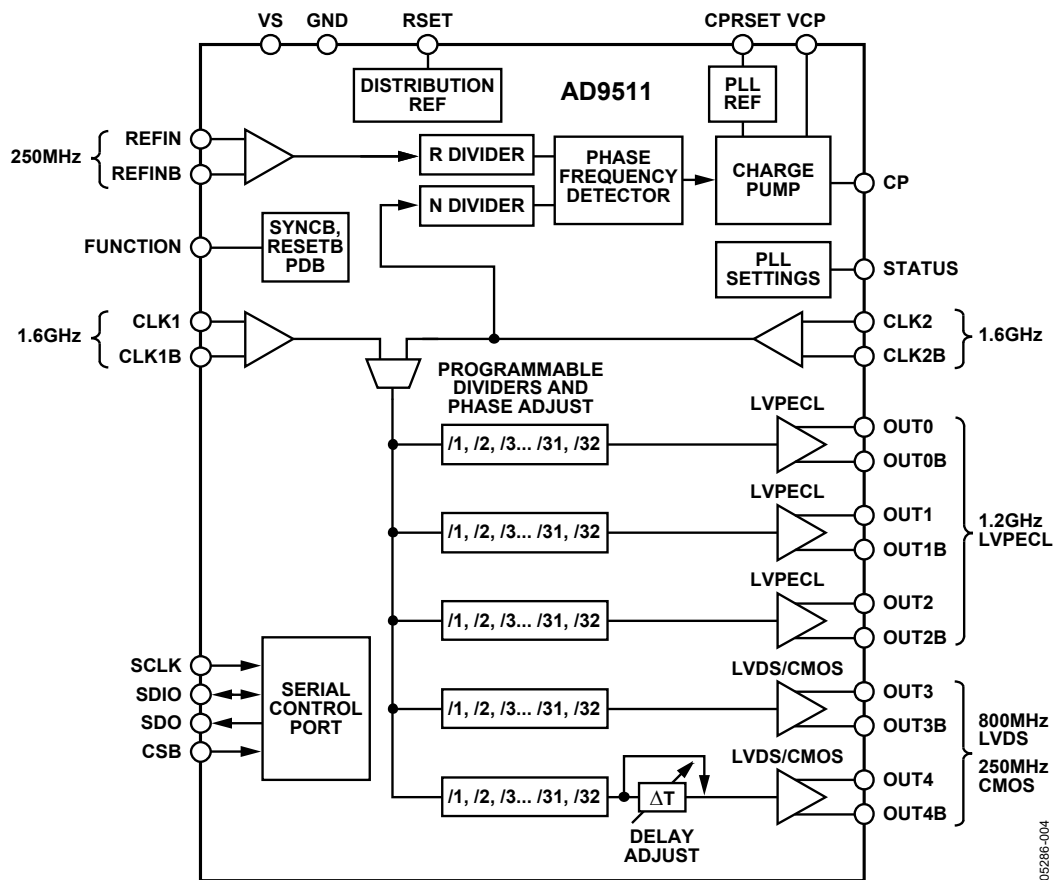 VS
GND
RSET
CPRSET
VCP
DISTRIBUTION
REF
AD9511
PLL
REF
250MHz
REFIN
REFINB
R DIVIDER
N DIVIDER
PHASE
FREQUENCY
DETECTOR
CHARGE
PUMP
CP
FUNCTION
SYNCB,
RESETB
PDB
PLL
SETTINGS
STATUS
1.6GHz
CLK1
CLK1B
CLK2
CLK2B
1.6GHz
PROGRAMMABLE
DIVIDERS AND
PHASE ADJUST
LVPECL
/1, /2, /3... /31, /32
OUT0
OUT0B
LVPECL
/1, /2, /3... /31, /32
OUT1
OUT1B
1.2GHz
LVPECL
LVPECL
/1, /2, /3... /31, /32
OUT2
OUT2B
SCLK
SDIO
SDO
CSB
SERIAL
CONTROL
PORT
LVDS/CMOS
/1, /2, /3... /31, /32
OUT3
OUT3B
800MHz
LVDS
250MHz
CMOS
LVDS/CMOS
/1, /2, /3... /31, /32
ΔT
OUT4
OUT4B
DELAY
ADJUST
05286-004